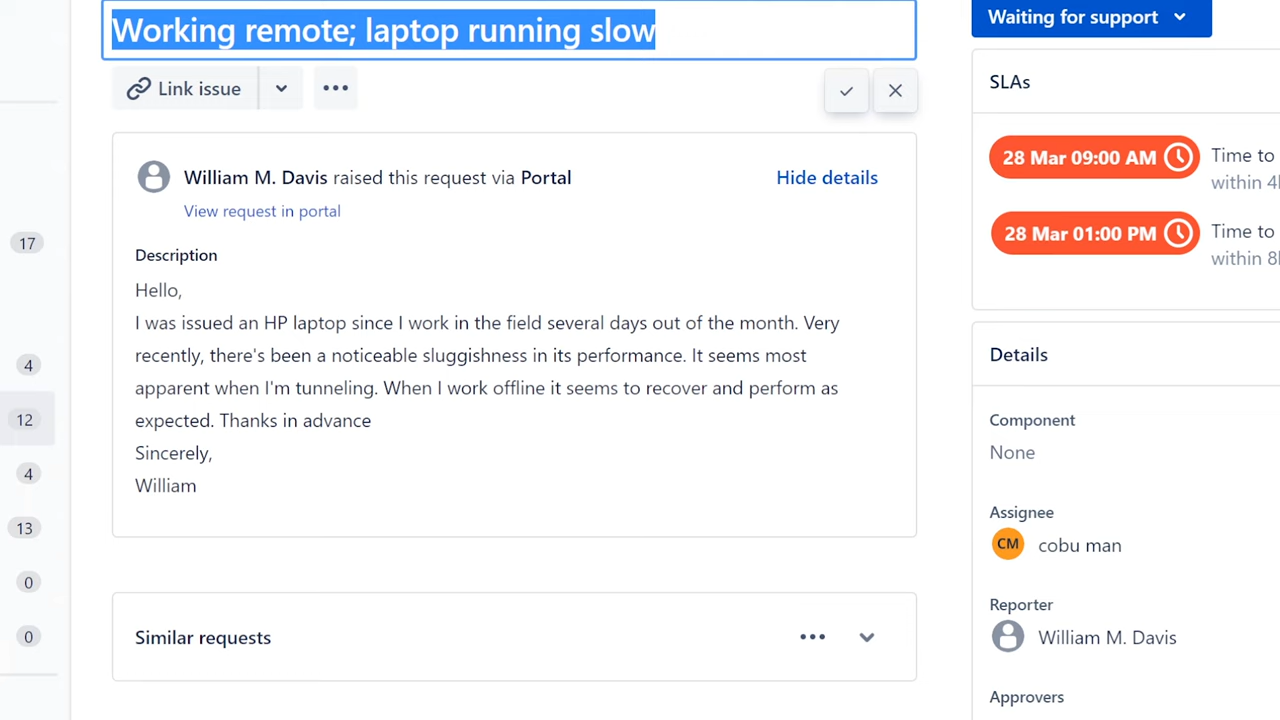 Working remote; laptop running slow
Waiting for support
Link issue
William M. Davis raised this request via Portal
Hide details
View request in portal
Description
Hello,
I was issued an HP laptop since I work in the field several days out of the month. Very
recently, there's been a noticeable sluggishness in its performance. It seems most
apparent when I'm tunneling. When I work offline it seems to recover and perform as
expected. Thanks in advance
Sincerely,
William
Similar requests
17
4
12
4
13
0
0
SLAs
28 Mar 09:00 AM
Time to
within 4h
28 Mar 01:00 PM
Time to
within 8h
Details
Component
None
Assignee
CM cobu man
Reporter
William M. Davis
Approvers